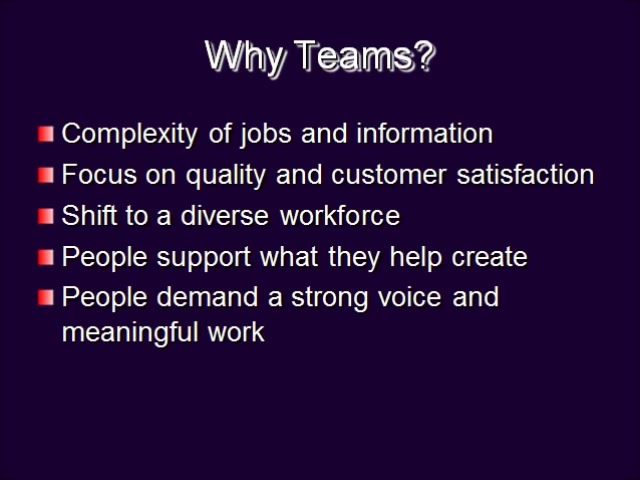 Why Teams?
Complexity of jobs and information
Focus on quality and customer satisfaction
Shift to a diverse workforce
People support what they help create
People demand a strong voice and
meaningful work